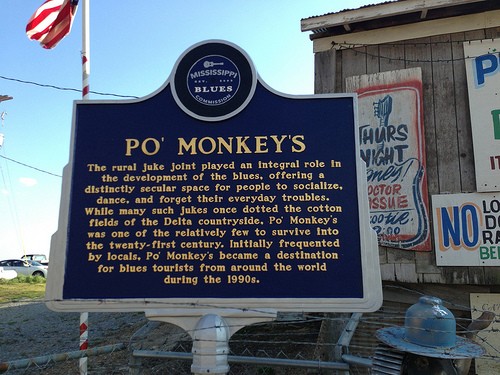 MISSISSIPPI
BLUES
COMMISSION
PO' MONKEY'S
The rural juke joint played an integral role in
the development of the blues, offering a
distinctly secular space for people to socialize,
dance, and forget their everyday troubles.
While many such jukes once dotted the cotton
fields of the Delta countryside, Po' Monkey's
was one of the relatively few to survive into
the twenty-first century. Initially frequented
by locals, Po' Monkey's became a destination
for blues tourists from around the world
during the 1990s.
THURS
NIGHT
DOCTOR
ISSUE
NO
LO